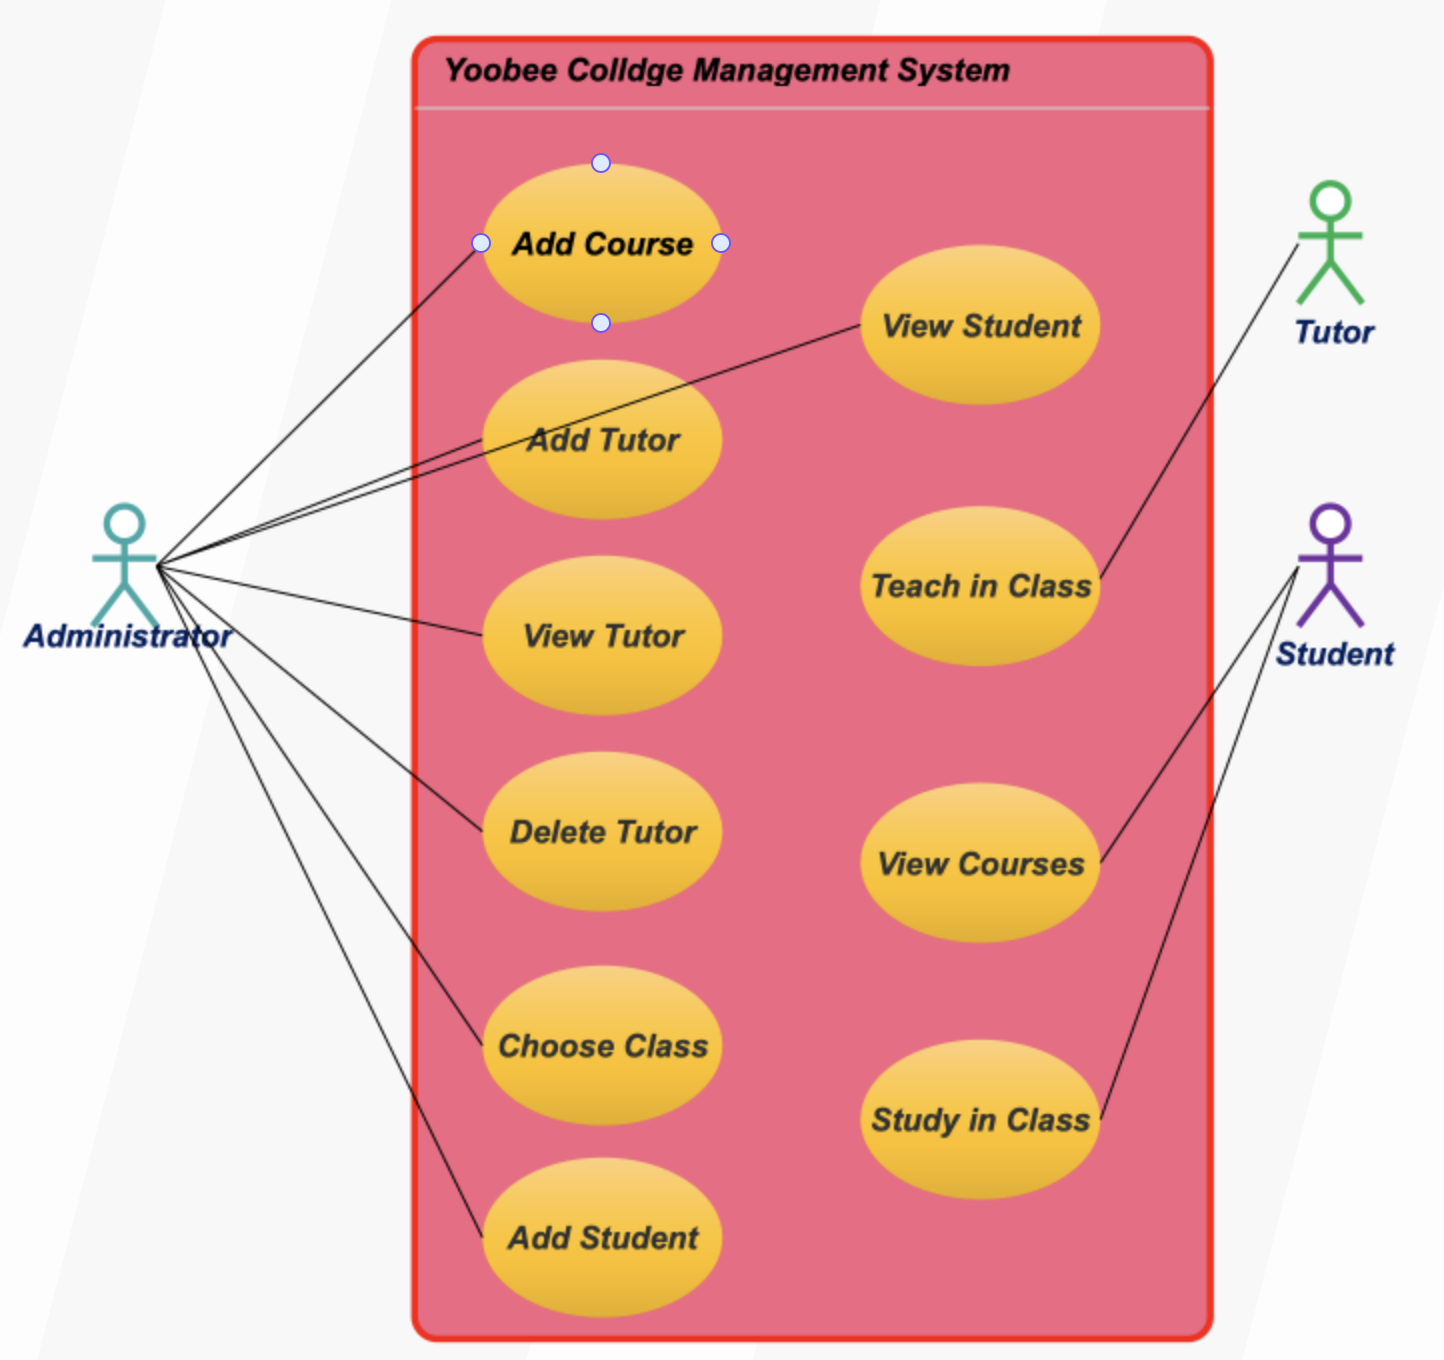 Yoobee Colldge Management System
Add Course
View Student
Tutor
Add Tutor
Teach in Class
Administrator
View Tutor
Student
Delete Tutor
View Courses
Choose Class
Study in Class
Add Student